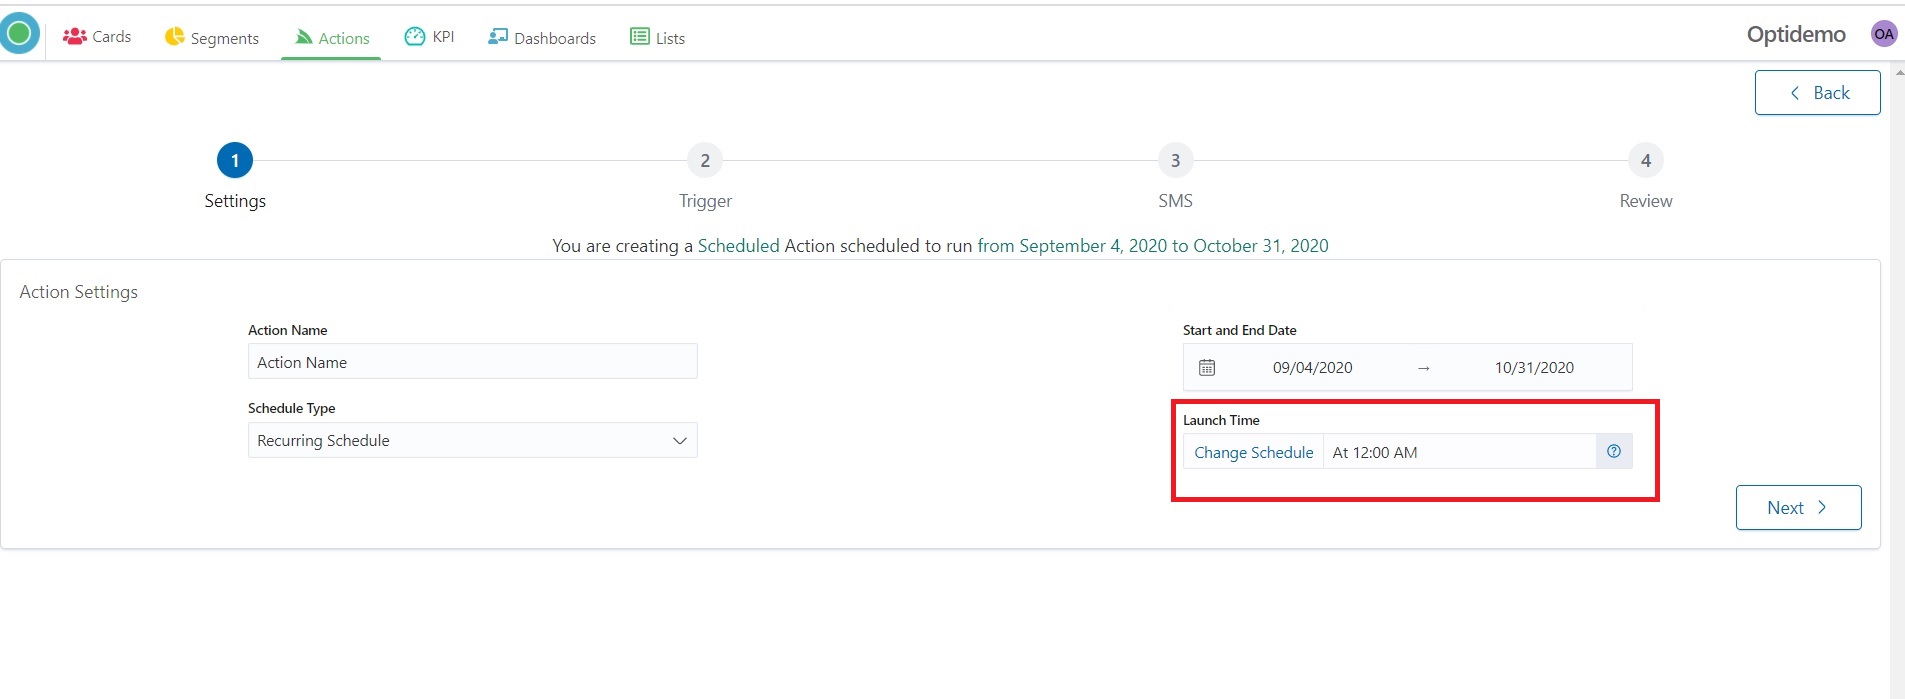 Cards Segments Actions KPI Dashboards Lists Optidemo OA
Back
1 2 3 4
Settings Trigger SMS Review
You are creating a Scheduled Action scheduled to run from September 4, 2020 to October 31, 2020
Action Settings
Action Name
Action Name
Schedule Type
Recurring Schedule
Start and End Date
09/04/2020 → 10/31/2020
Launch Time
Change Schedule At 12:00 AM ?
Next